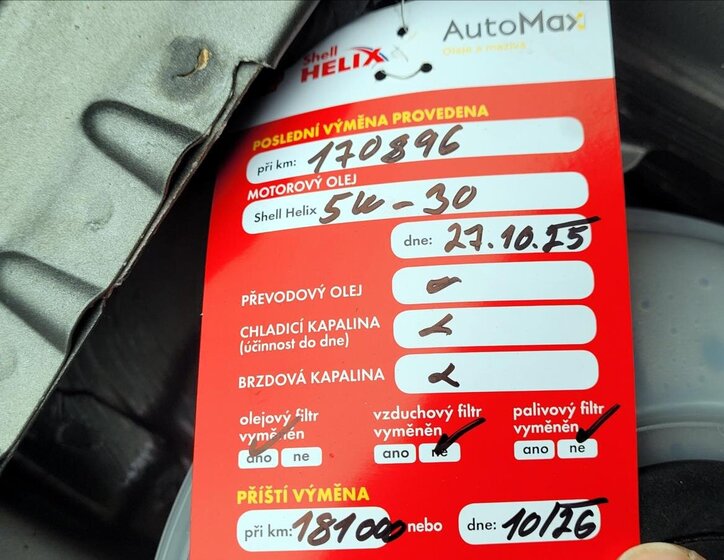 Shell
HELIX
AutoMax
Oleje a maziva
POSLEDNÍ VÝMĚNA PROVEDENA
při km: 170896
MOTOROVÝ OLEJ
Shell Helix 5W-30
dne: 27.10.25
PŘEVODOVÝ OLEJ
CHLADICÍ KAPALINA
(účinnost do dne)
BRZDOVÁ KAPALINA
olejový filtr
vyměněn
ano ne
vzduchový filtr
vyměněn
ano ne
palivový filtr
vyměněn
ano ne
PŘÍŠTÍ VÝMĚNA
při km: 181000 nebo dne: 10/26